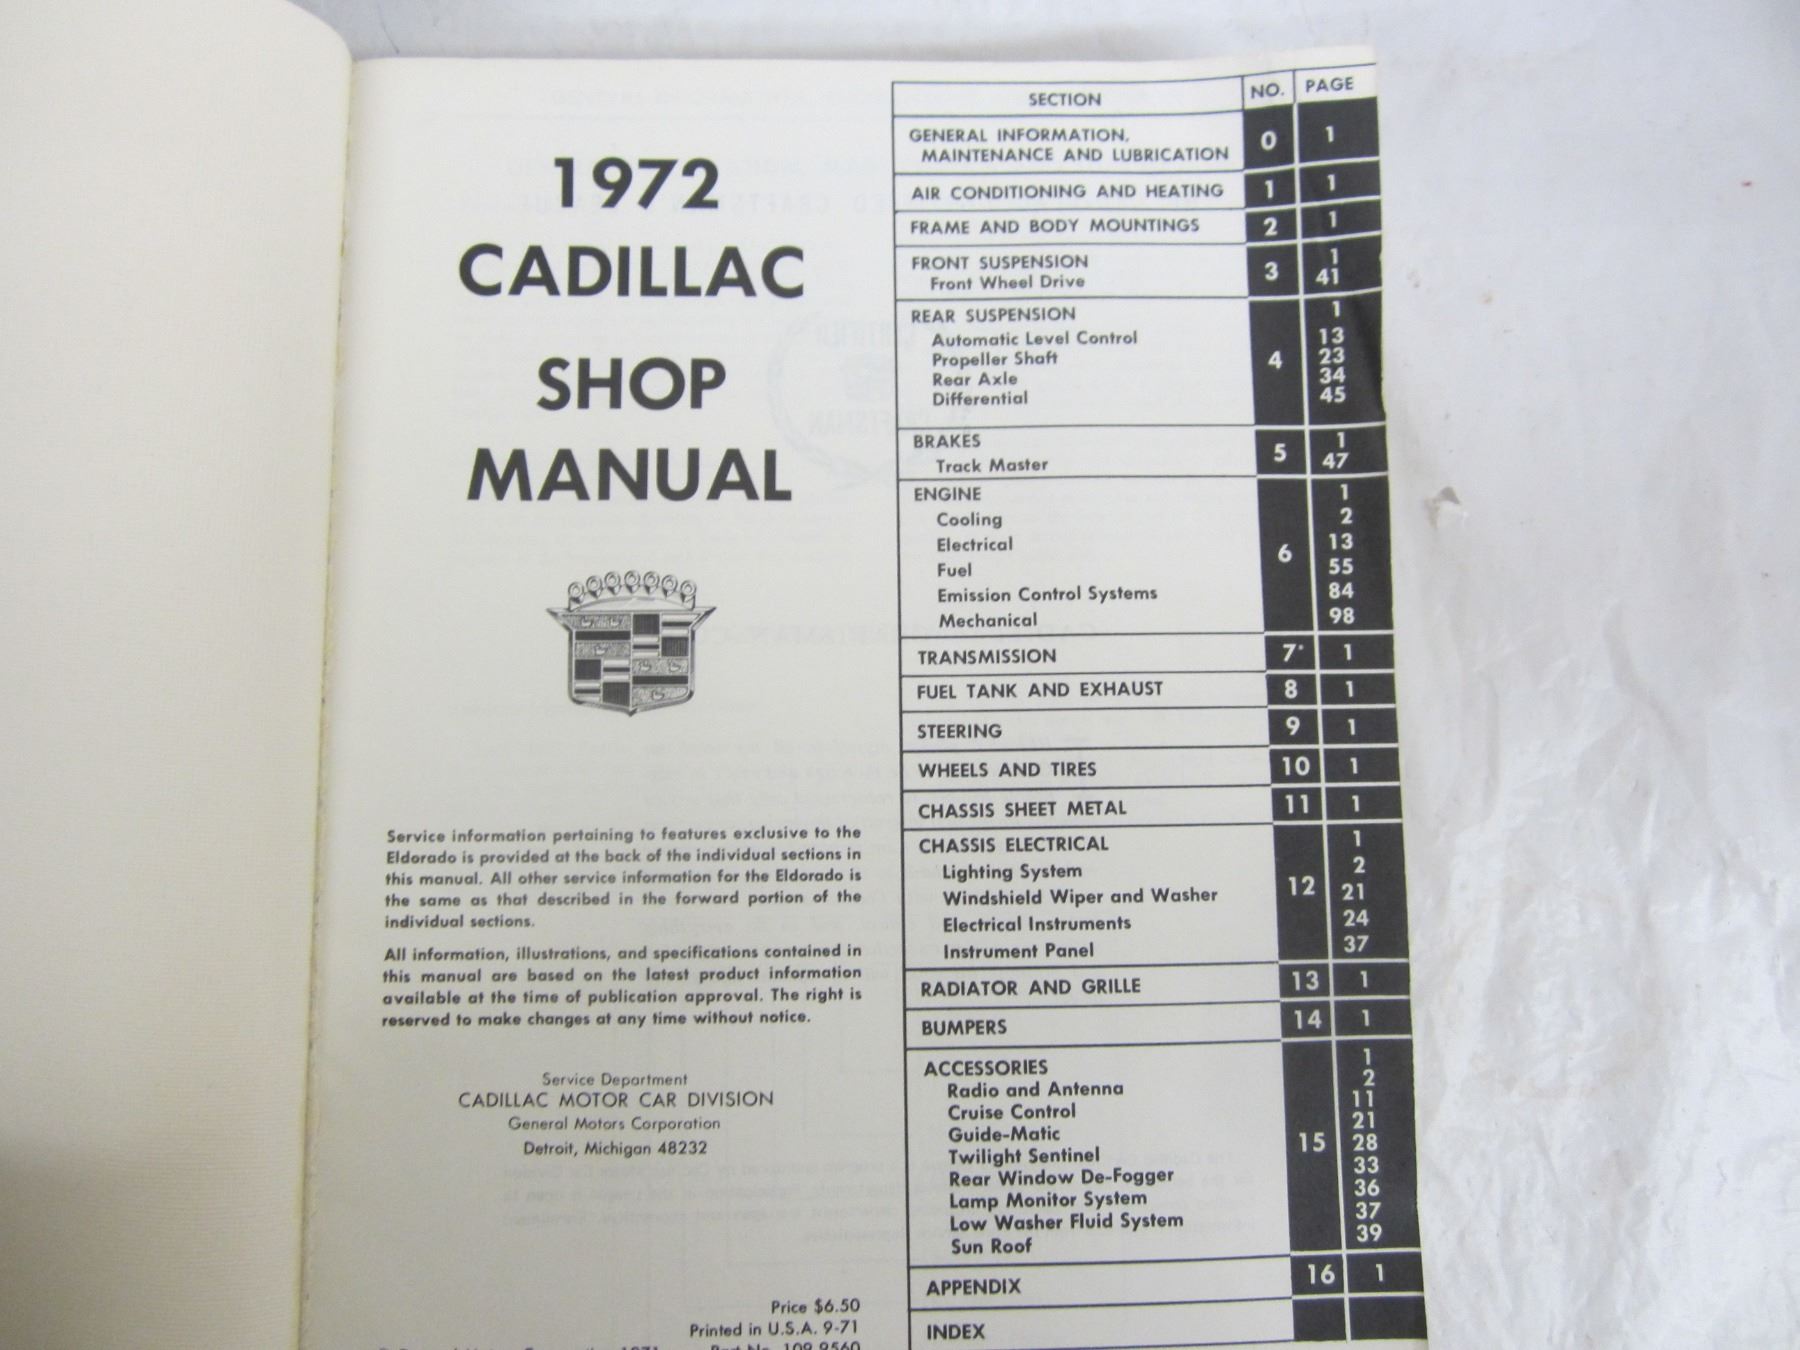 1972
CADILLAC
SHOP
MANUAL
Service information pertaining to features exclusive to the
Eldorado is provided at the back of the individual sections in
this manual. All other service information for the Eldorado is
the same as that described in the forward portion of the
individual sections.
All information, illustrations, and specifications contained in
this manual are based on the latest product information
available at the time of publication approval. The right is
reserved to make changes at any time without notice.
Service Department
CADILLAC MOTOR CAR DIVISION
General Motors Corporation
Detroit, Michigan 48232
Price $6.50
Printed in U.S.A. 9-71
Part No. 109 9560
SECTION NO. PAGE
GENERAL INFORMATION,
MAINTENANCE AND LUBRICATION 0 1
AIR CONDITIONING AND HEATING 1 1
FRAME AND BODY MOUNTINGS 2 1
FRONT SUSPENSION 3 1
Front Wheel Drive 41
REAR SUSPENSION 1
Automatic Level Control 13
Propeller Shaft 4 23
Rear Axle 34
Differential 45
BRAKES 5 1
Track Master 47
ENGINE 1
Cooling 2
Electrical 13
Fuel 6 55
Emission Control Systems 84
Mechanical 98
TRANSMISSION 7 1
FUEL TANK AND EXHAUST 8 1
STEERING 9 1
WHEELS AND TIRES 10 1
CHASSIS SHEET METAL 11 1
CHASSIS ELECTRICAL 1
Lighting System 2
Windshield Wiper and Washer 12 21
Electrical Instruments 24
Instrument Panel 37
RADIATOR AND GRILLE 13 1
BUMPERS 14 1
ACCESSORIES 1
Radio and Antenna 2
Cruise Control 11
Guide-Matic 21
Twilight Sentinel 15 28
Rear Window De-Fogger 33
Lamp Monitor System 36
Low Washer Fluid System 37
Sun Roof 39
APPENDIX 16 1
INDEX